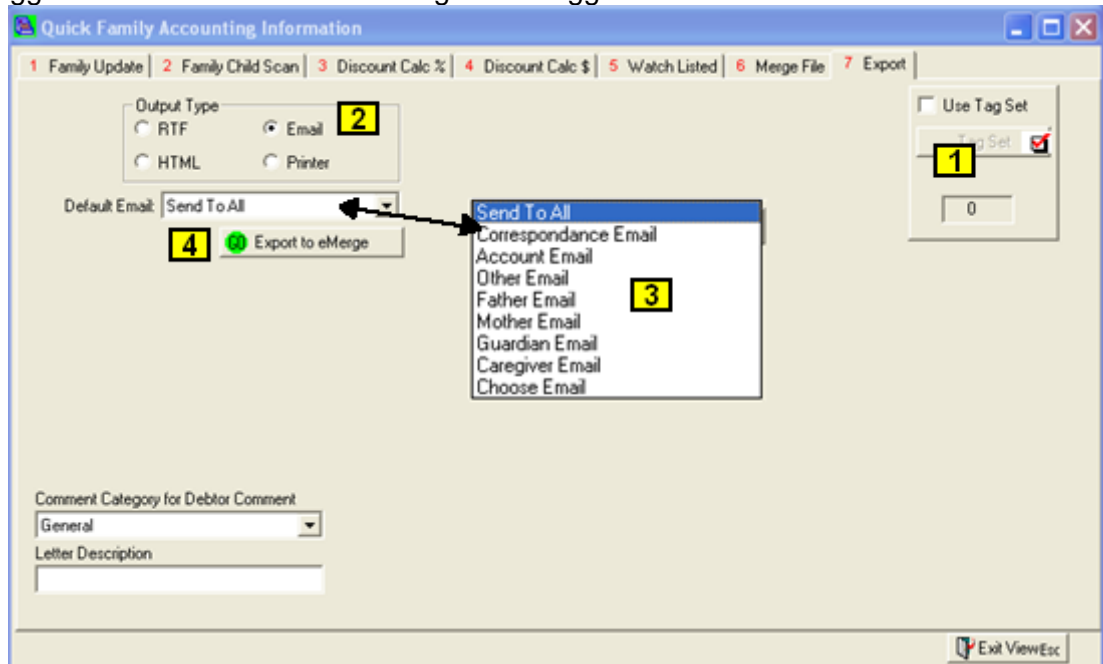 Quick Family Accounting Information
1 Family Update 2 Family Child Scan 3 Discount Calc % 4 Discount Calc $ 5 Watch Listed 6 Merge File 7 Export
Output Type
RTF Email 2
HTML Printer
Use Tag Set
Tag Set
1
0
Default Email: Send To All
4 GO Export to eMerge
Send To All
Correspondance Email
Account Email
Other Email
Father Email
Mother Email
Guardian Email
Caregiver Email
Choose Email
3
Comment Category for Debtor Comment
General
Letter Description
Exit View Esc